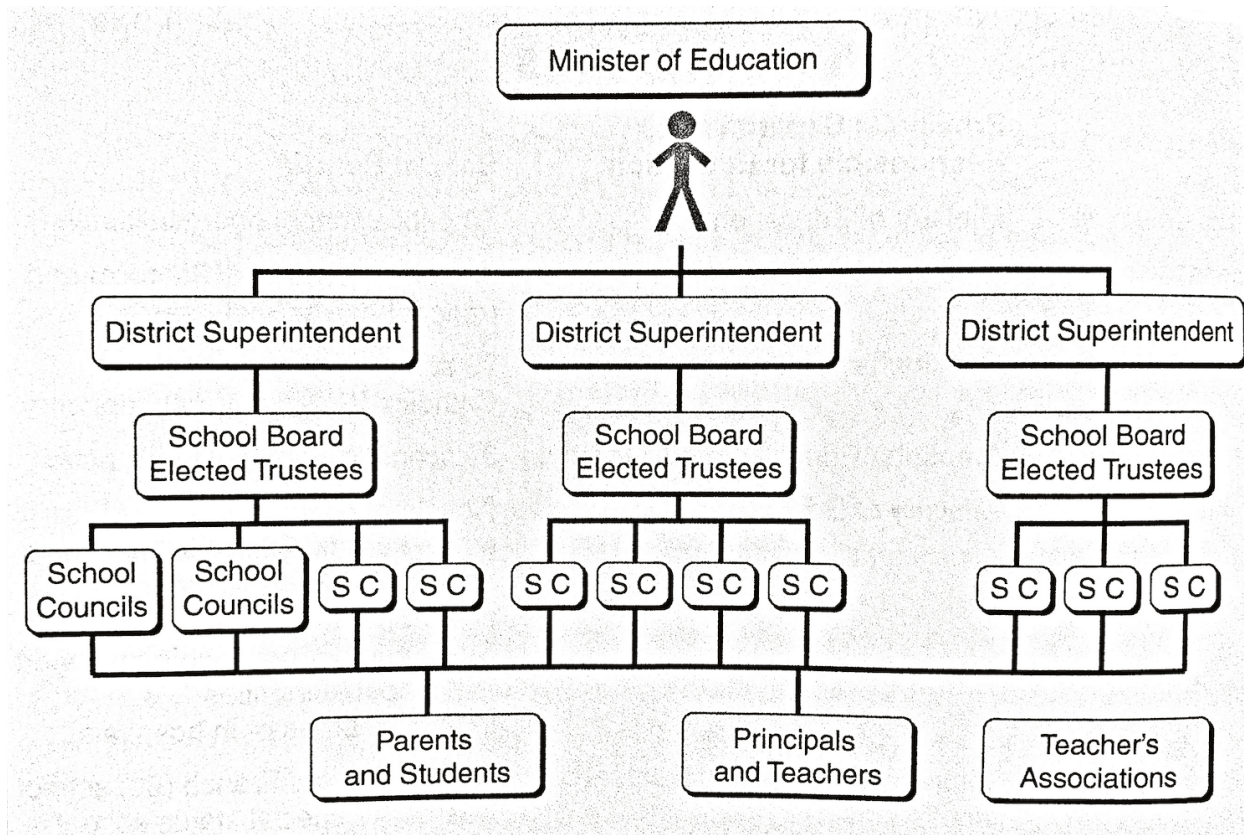 Minister of Education
District Superintendent
District Superintendent
District Superintendent
School Board
Elected Trustees
School Board
Elected Trustees
School Board
Elected Trustees
School
Councils
School
Councils
S C
S C
S C
S C
S C
S C
S C
S C
S C
Parents
and Students
Principals
and Teachers
Teacher's
Associations